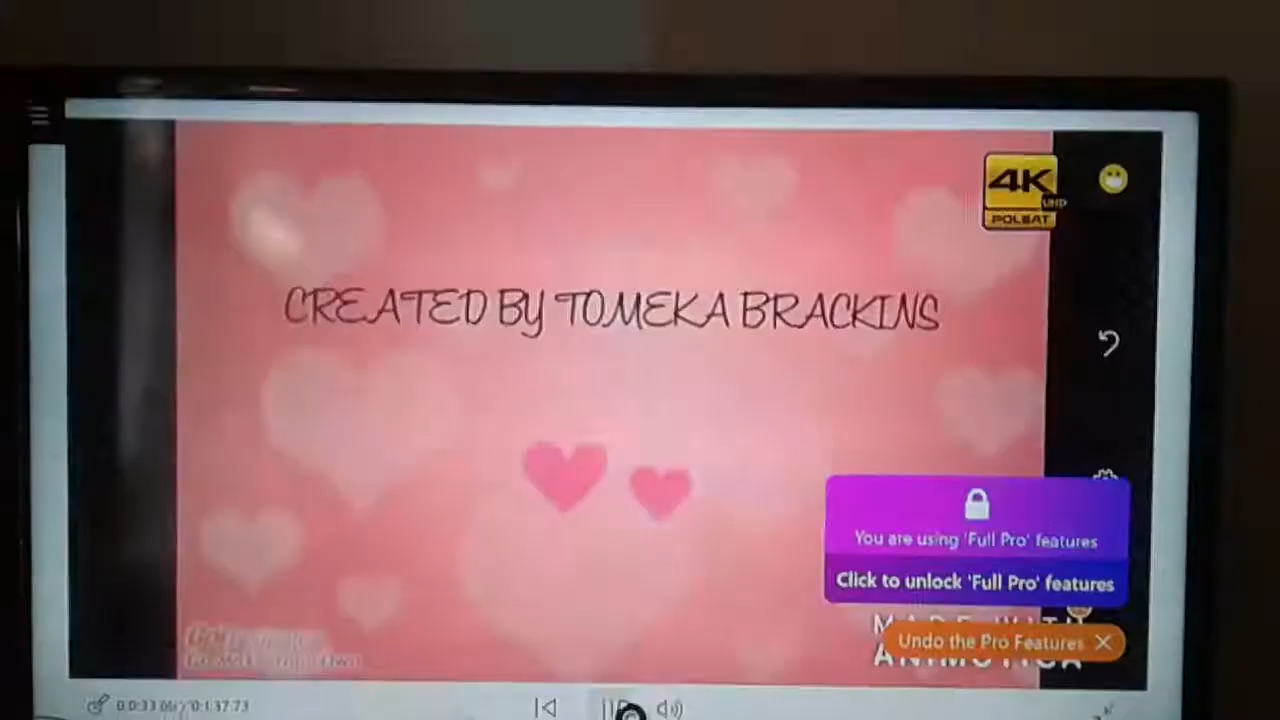 4K
UHD
POLSAT
CREATED BY TOMEKA BRACKINS
You are using 'Full Pro' features
Click to unlock 'Full Pro' features
Undo the Pro Features